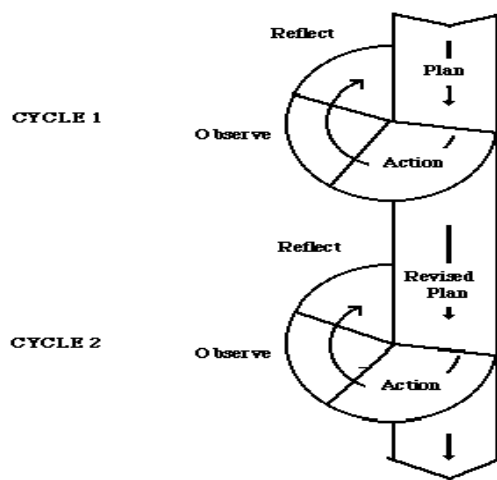 Reflect
Plan
CYCLE 1
Observe
Action
Reflect
Revised
Plan
CYCLE 2
Observe
Action